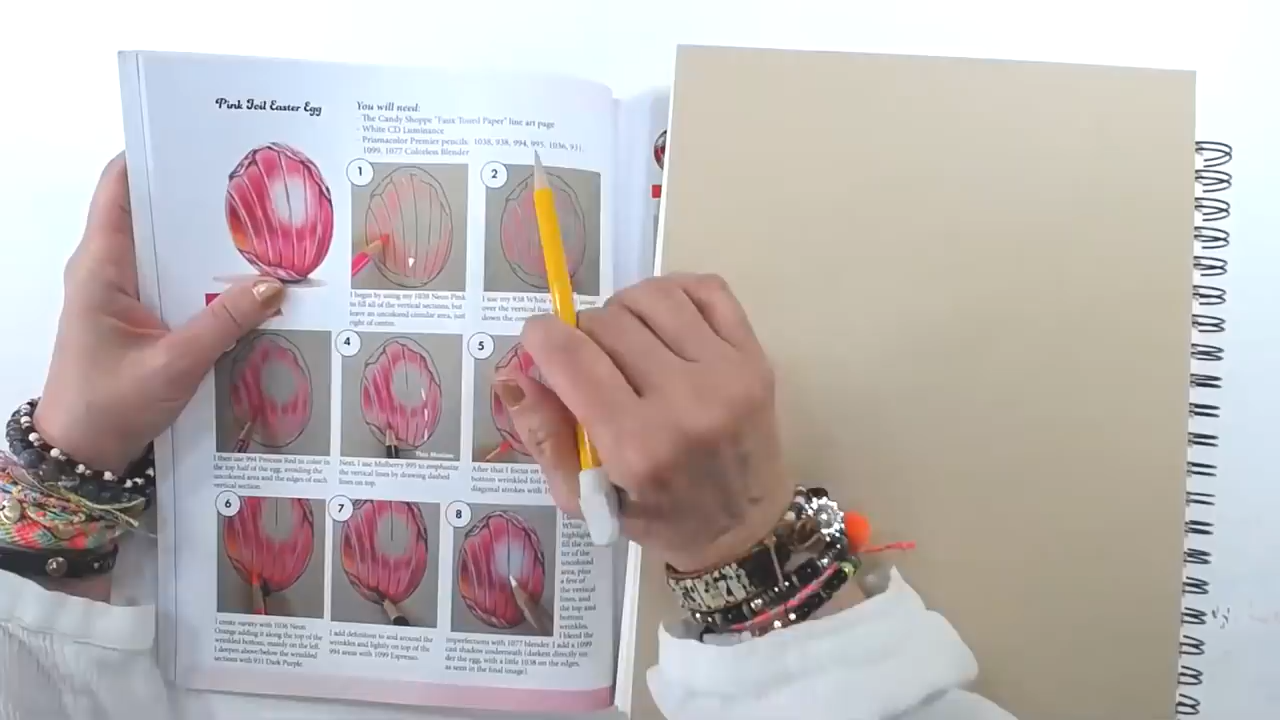 Pink Foil Easter Egg
You will need:
- The Candy Shoppe "Faux Toned Paper" line art page
- White CD Luminance
- Prismacolor Premier pencils: 1038, 938, 994, 995, 1036, 931,
1099, 1077 Colorless Blender
1
2
I began by using my 1038 Neon Pink
to fill all of the vertical sections, but
leave an uncolored circular area, just
right of centre.
I use my 938 White
over the vertical lines
down the
4
5
I then use 994 Process Red to color in
the top half of the egg, avoiding the
uncolored area and the edges of each
vertical section.
Next, I use Mulberry 995 to emphasize
the vertical lines by drawing dashed
lines on top.
After that I focus on
bottom wrinkled foil
diagonal strokes with
6
7
8
I create variety with 1036 Neon
Orange adding it along the top of the
wrinkled bottoms, mainly on the left.
I deepen above/below the wrinkled
sections with 931 Dark Purple
I add definition to and around the
wrinkles and lightly on top of the
994 areas with 1099 Espresso.
White
highlight
fill the
ter of the
uncolored
area, plus
a few of
the vertical
lines, and
the top and
bottom
wrinkles.
I blend the
imperfections with 1077 blender. I add a 1099
cast shadow underneath (darkest directly un-
der the egg, with a little 1038 on the edges,
as seen in the final image).